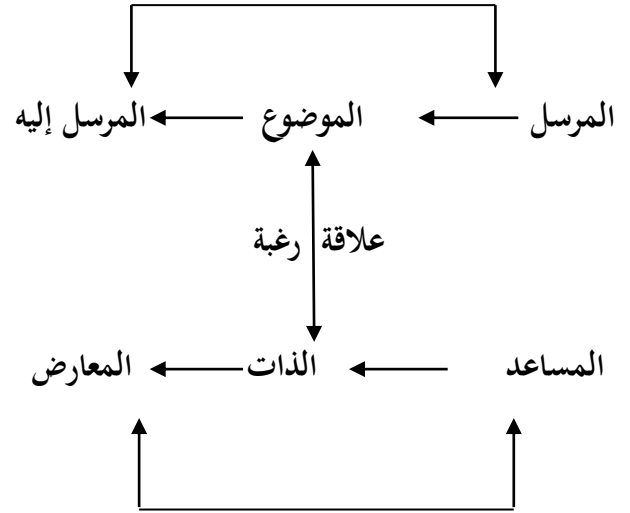 المرسل الموضوع المرسل إليه
علاقة رغبة
المساعد الذات المعارض